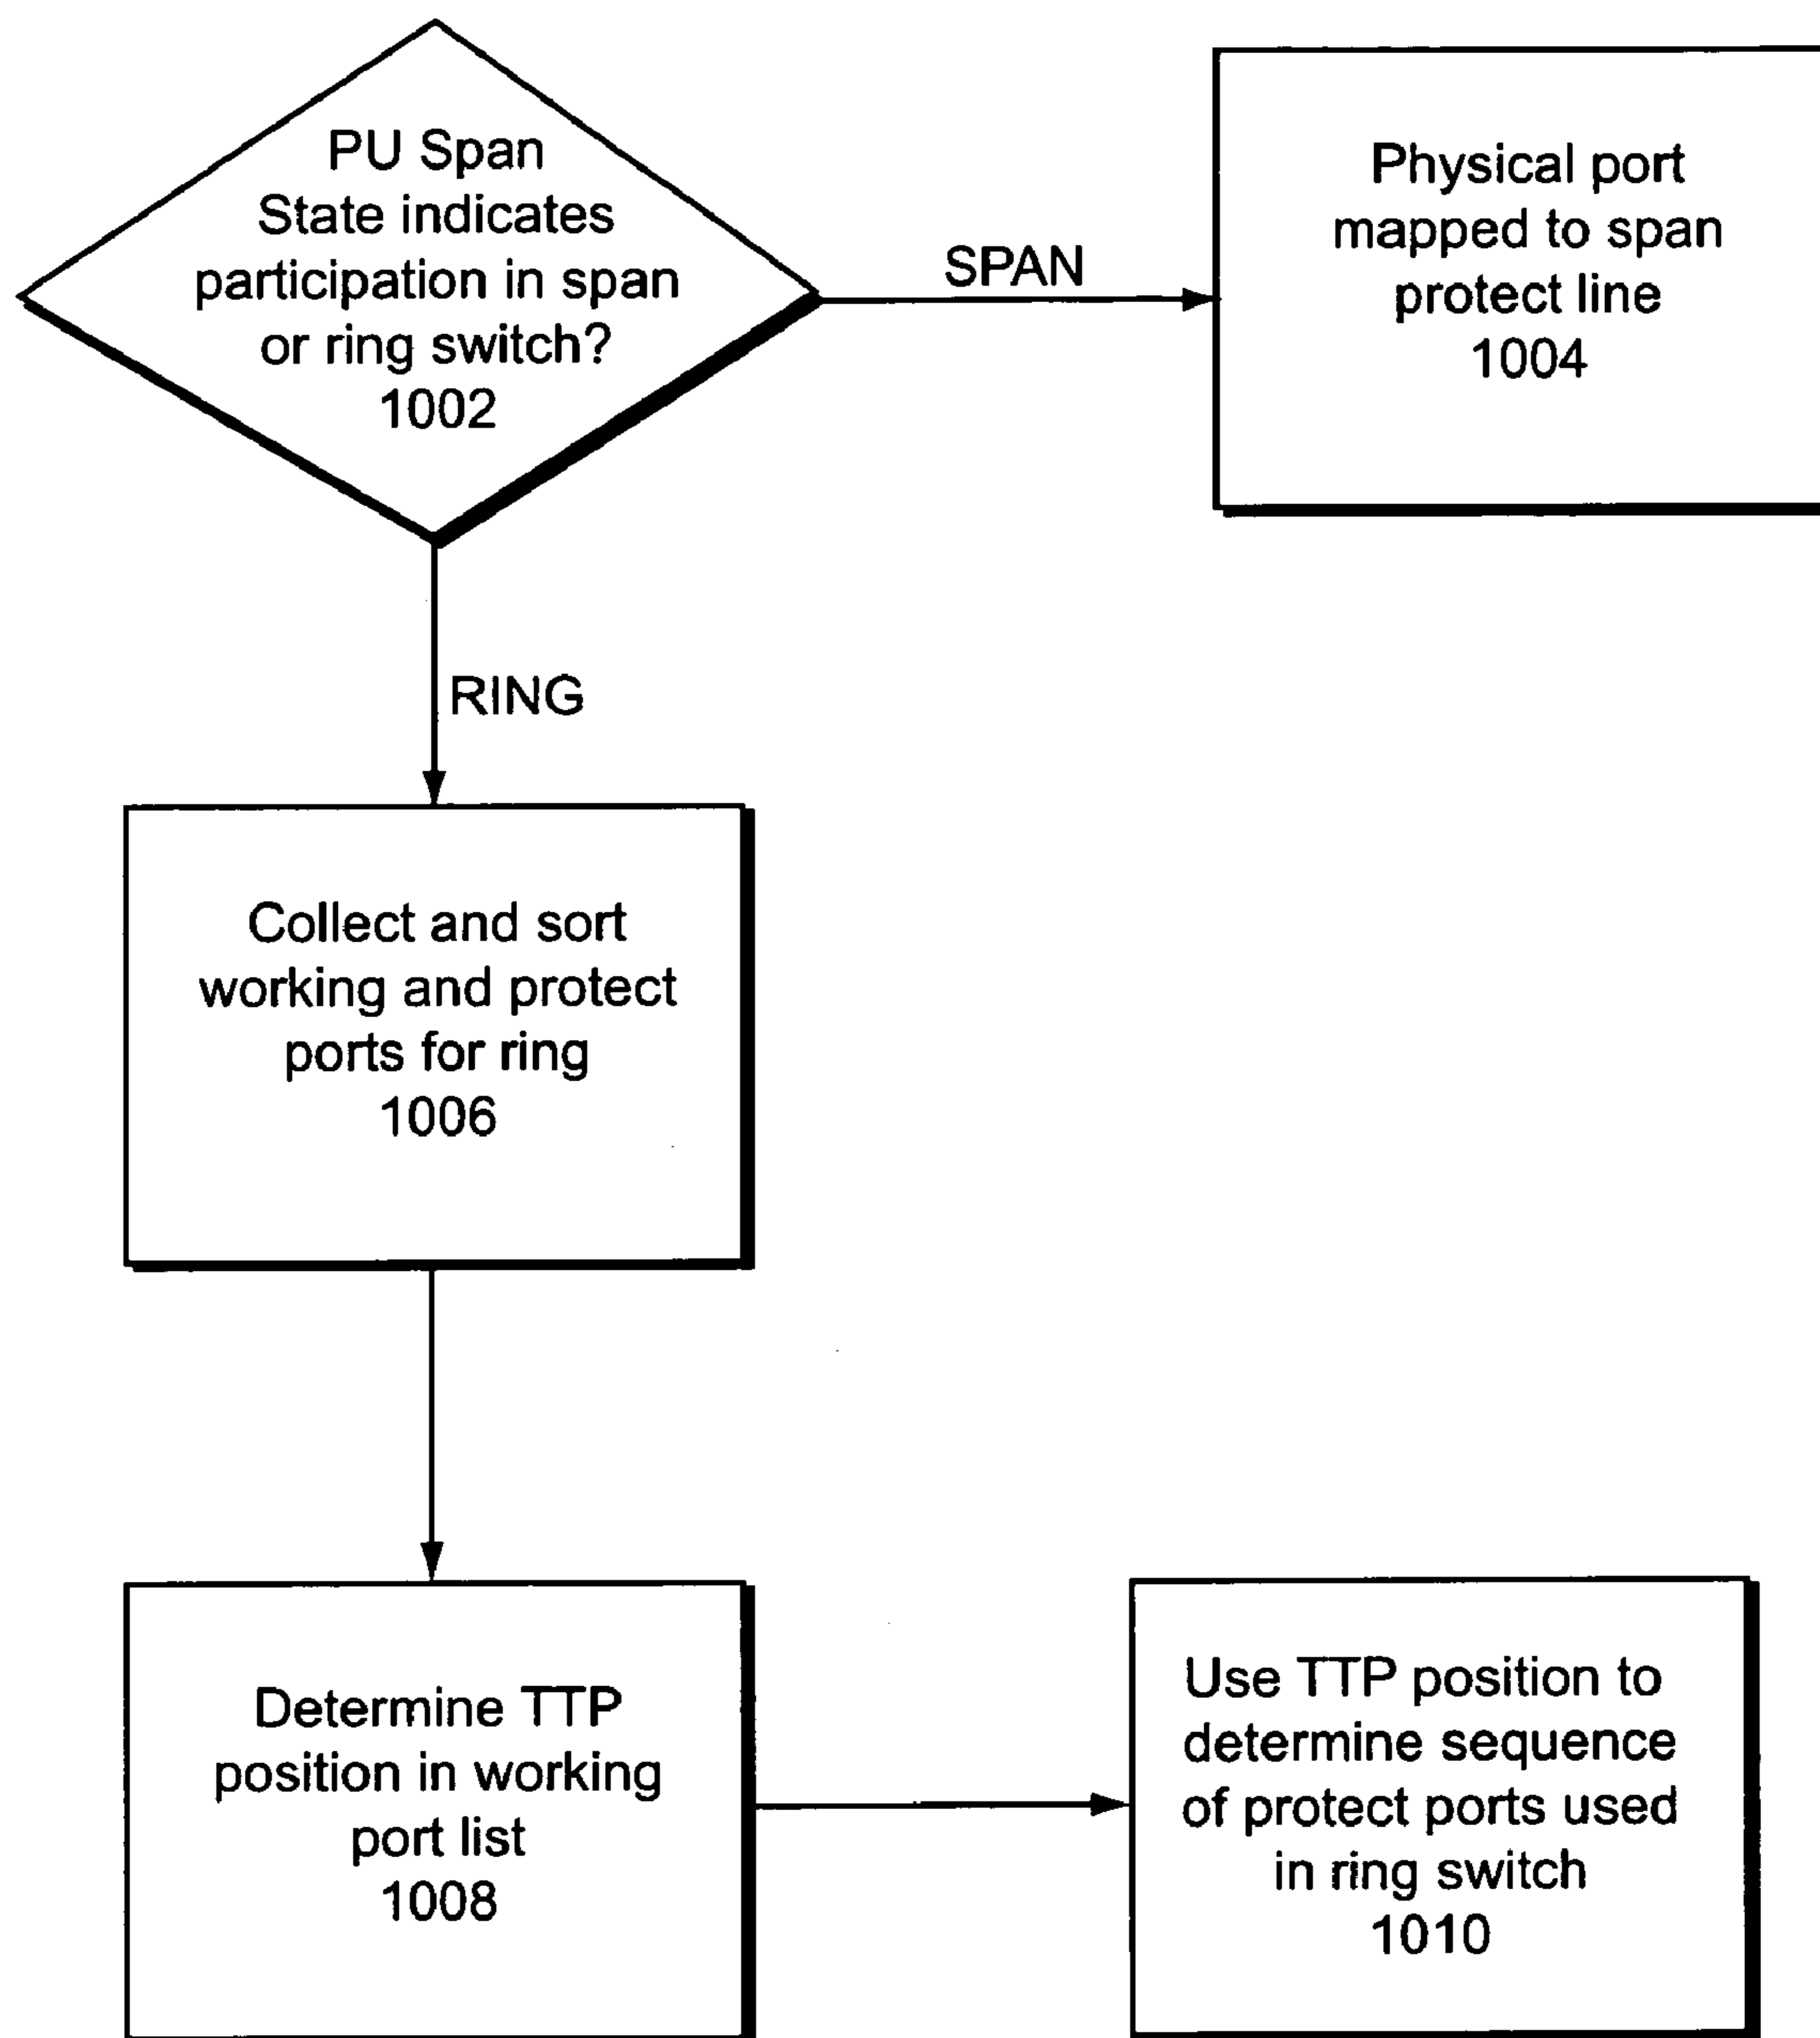 PU Span
State indicates
participation in span
or ring switch?
1002
SPAN
Physical port
mapped to span
protect line
1004
RING
Collect and sort
working and protect
ports for ring
1006
Determine TTP
position in working
port list
1008
Use TTP position to
determine sequence
of protect ports used
in ring switch
1010